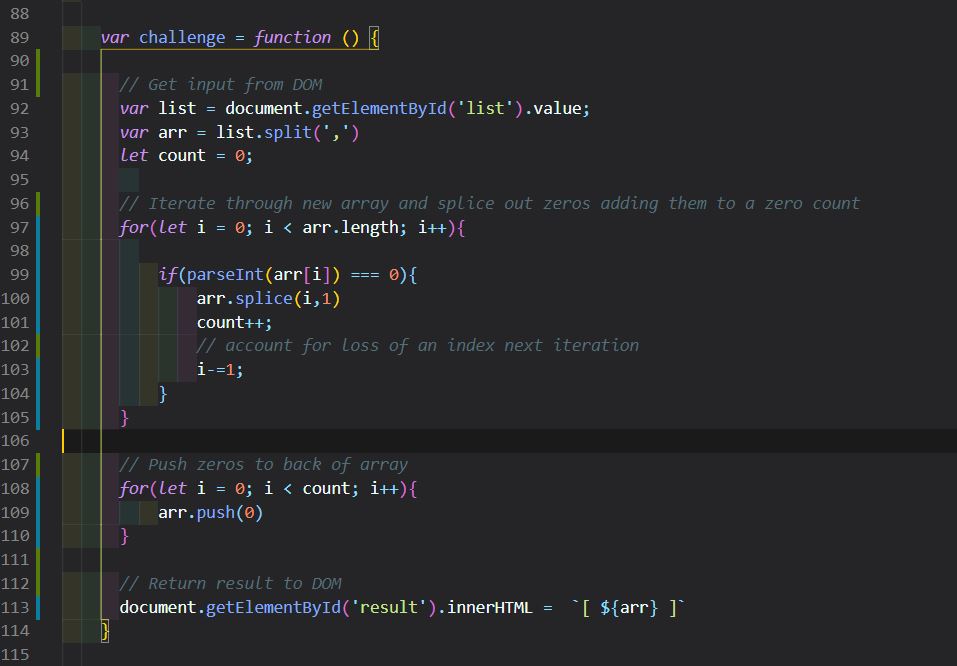 88
89 var challenge = function () {
90
91 // Get input from DOM
92 var list = document.getElementById('list').value;
93 var arr = list.split(',')
94 let count = 0;
95
96 // Iterate through new array and splice out zeros adding them to a zero count
97 for(let i = 0; i < arr.length; i++){
98
99 if(parseInt(arr[i]) === 0){
100 arr.splice(i,1)
101 count++;
102 // account for loss of an index next iteration
103 i-=1;
104 }
105 }
106
107 // Push zeros to back of array
108 for(let i = 0; i < count; i++){
109 arr.push(0)
110 }
111
112 // Return result to DOM
113 document.getElementById('result').innerHTML =  `[ ${arr} ]`
114 }
115